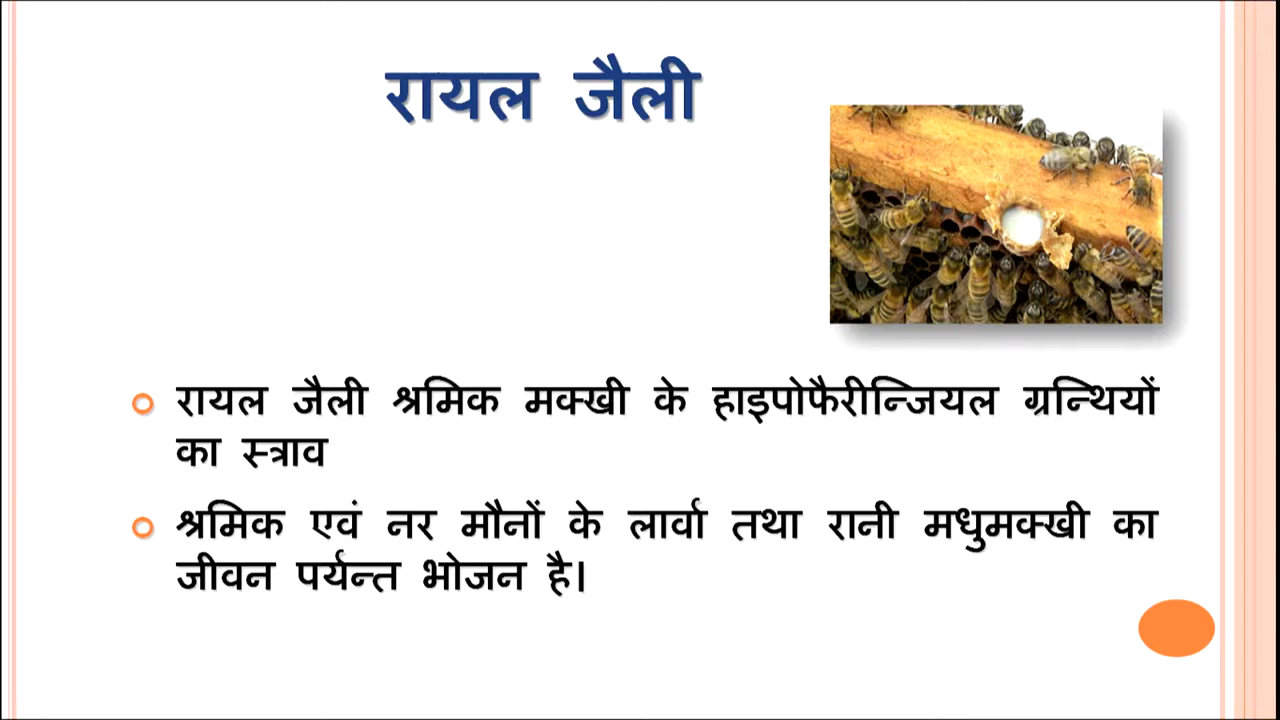 रायल जैली
रायल जैली श्रमिक मक्खी के हाइपोफैरीन्जियल ग्रन्थियों
का स्त्राव
श्रमिक एवं नर मौनों के लार्वा तथा रानी मधुमक्खी का
जीवन पर्यन्त भोजन है।